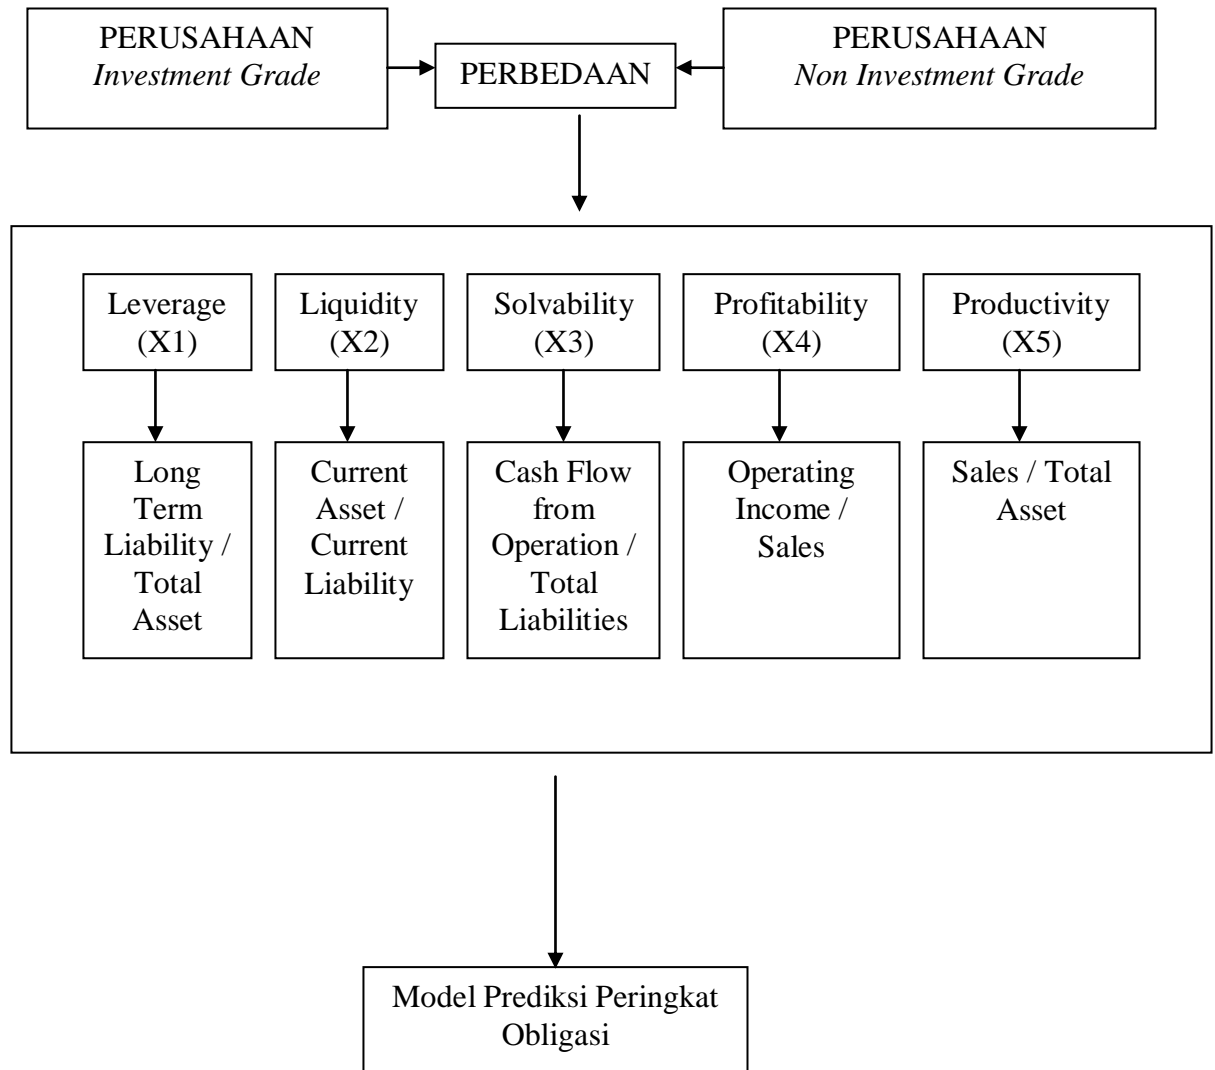 PERUSAHAAN
Investment Grade
PERBEDAAN
PERUSAHAAN
Non Investment Grade
Leverage
(X1)
Liquidity
(X2)
Solvability
(X3)
Profitability
(X4)
Productivity
(X5)
Long
Term
Liability /
Total
Asset
Current
Asset /
Current
Liability
Cash Flow
from
Operation /
Total
Liabilities
Operating
Income /
Sales
Sales / Total
Asset
Model Prediksi Peringkat
Obligasi